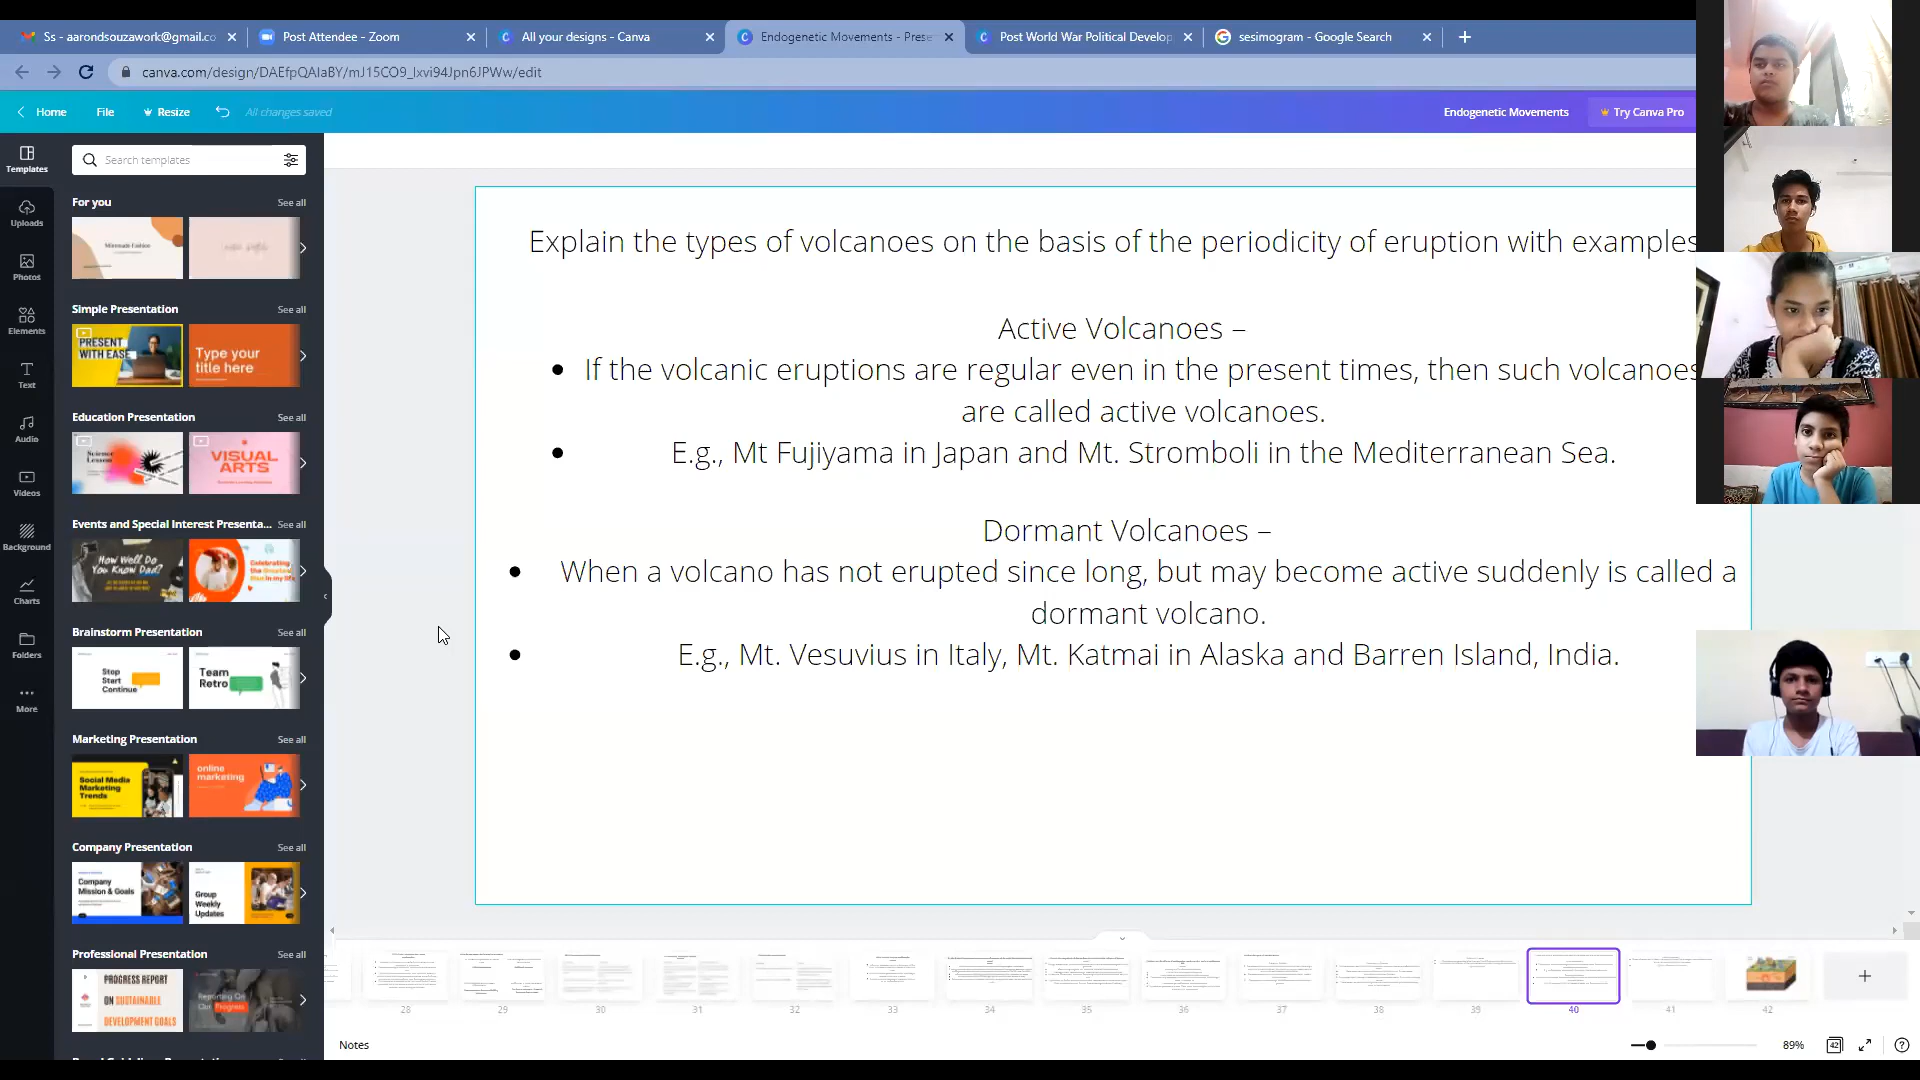 Ss - aarondsouzawork@gmail.co
Post Attendee - Zoom
All your designs - Canva
Endogenetic Movements - Prese
Post World War Political Develop
sesimogram - Google Search
canva.com/design/DAEfpQAIaBY/mJ15CO9_lxvi94Jpn6JPWw/edit
Home
File
Resize
All changes saved
Endogenetic Movements
Try Canva Pro
Templates
Uploads
Photos
Elements
Text
Audio
Videos
Background
Charts
Folders
More
Search templates
For you
See all
Simple Presentation
See all
PRESENT
WITH EASE
Type your
title here
Education Presentation
See all
Science
Lesson
VISUAL
ARTS
Events and Special Interest Presenta...
See all
How Well Do
You Know Dad?
Celebrating
Brainstorm Presentation
See all
Stop
Start
Continue
Team
Retro
Marketing Presentation
See all
Social Media
Marketing
Trends
online
marketing
Company Presentation
See all
Company
Mission & Goals
Group
Weekly
Updates
Professional Presentation
See all
PROGRESS REPORT
ON SUSTAINABLE
DEVELOPMENT GOALS
Reporting On
Our Progress
Explain the types of volcanoes on the basis of the periodicity of eruption with examples
Active Volcanoes –
• If the volcanic eruptions are regular even in the present times, then such volcanoes
are called active volcanoes.
• E.g., Mt Fujiyama in Japan and Mt. Stromboli in the Mediterranean Sea.
Dormant Volcanoes –
• When a volcano has not erupted since long, but may become active suddenly is called a
dormant volcano.
• E.g., Mt. Vesuvius in Italy, Mt. Katmai in Alaska and Barren Island, India.
28
29
30
31
32
33
34
35
36
37
38
39
40
41
42
Notes
89%
42